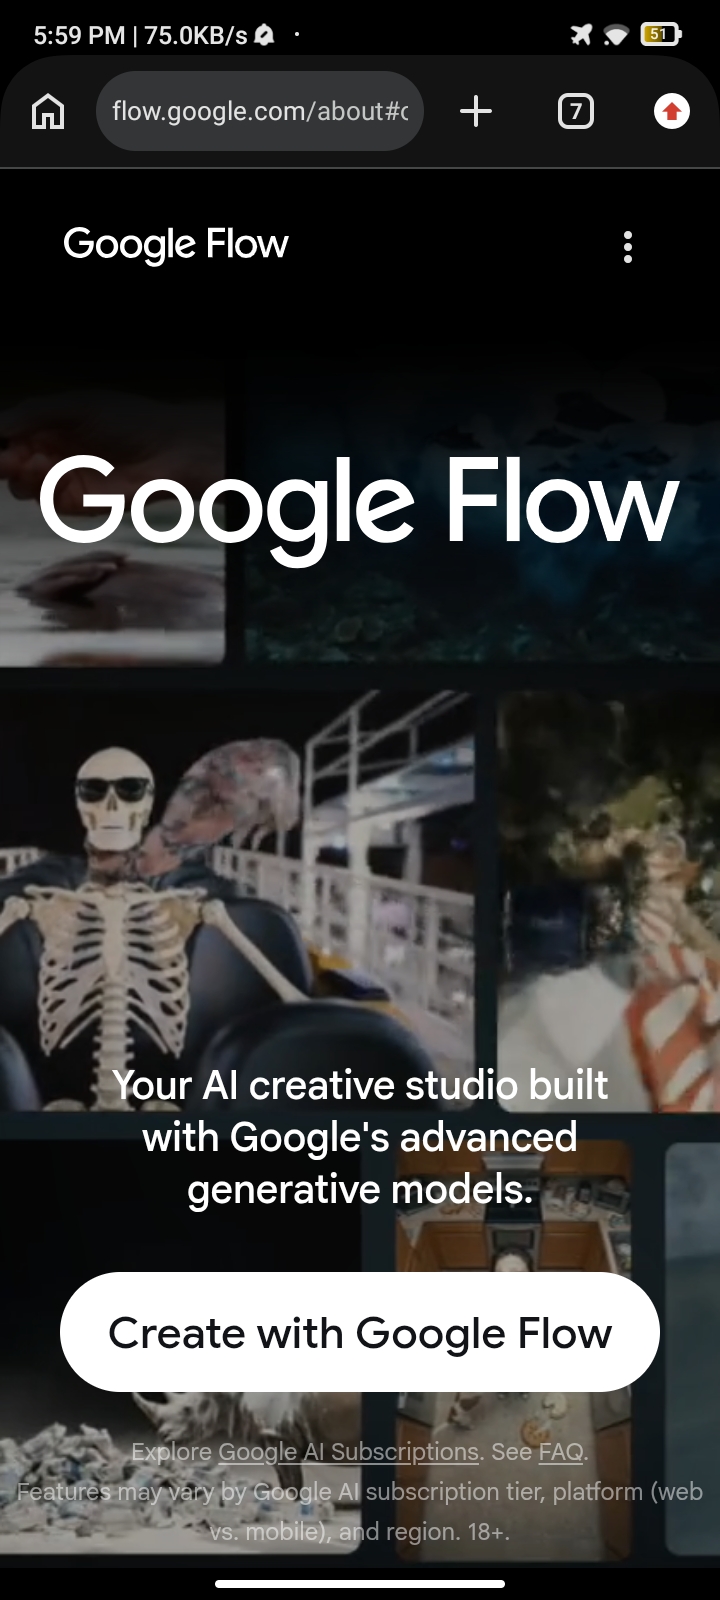 5:59 PM | 75.0KB/s
51
flow.google.com/about#c
7
Google Flow
Google Flow
Your AI creative studio built
with Google's advanced
generative models.
Create with Google Flow
Explore Google AI Subscriptions. See FAQ.
Features may vary by Google AI subscription tier, platform (web
vs. mobile), and region. 18+.